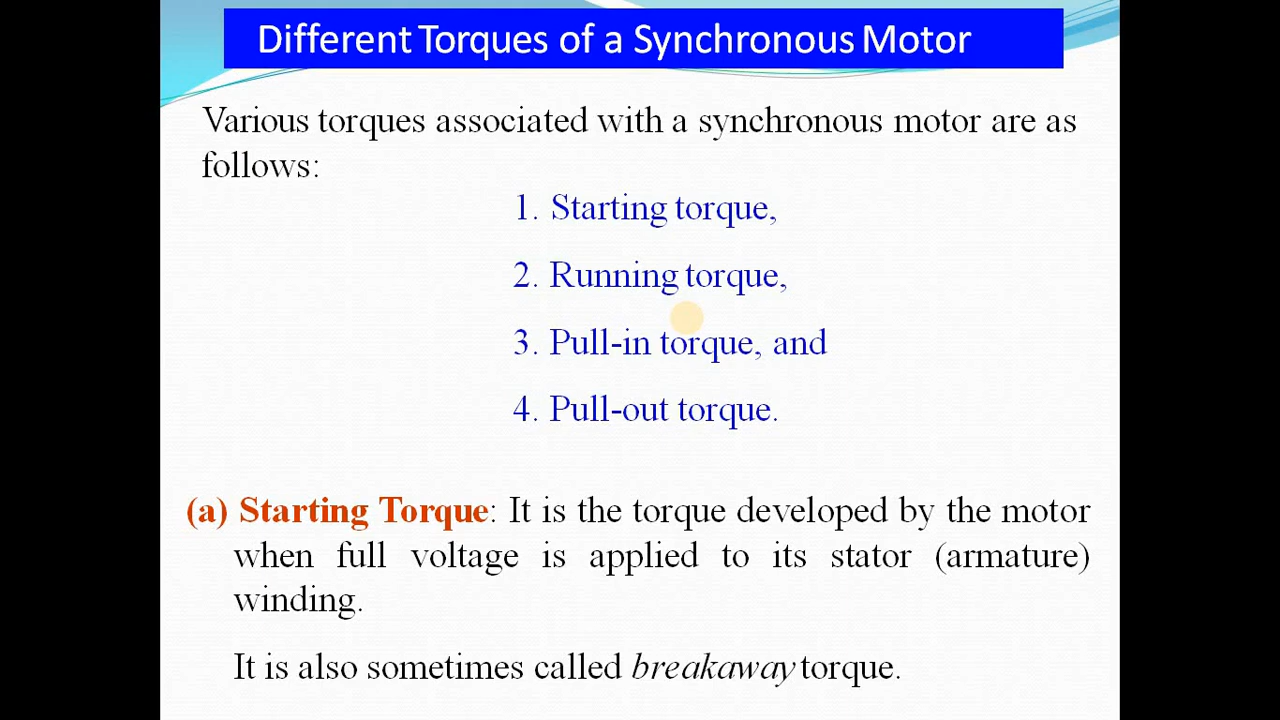 Different Torques of a Synchronous Motor
Various torques associated with a synchronous motor are as
follows:
1. Starting torque,
2. Running torque,
3. Pull-in torque, and
4. Pull-out torque.
(a) Starting Torque: It is the torque developed by the motor
when full voltage is applied to its stator (armature)
winding.
It is also sometimes called breakaway torque.